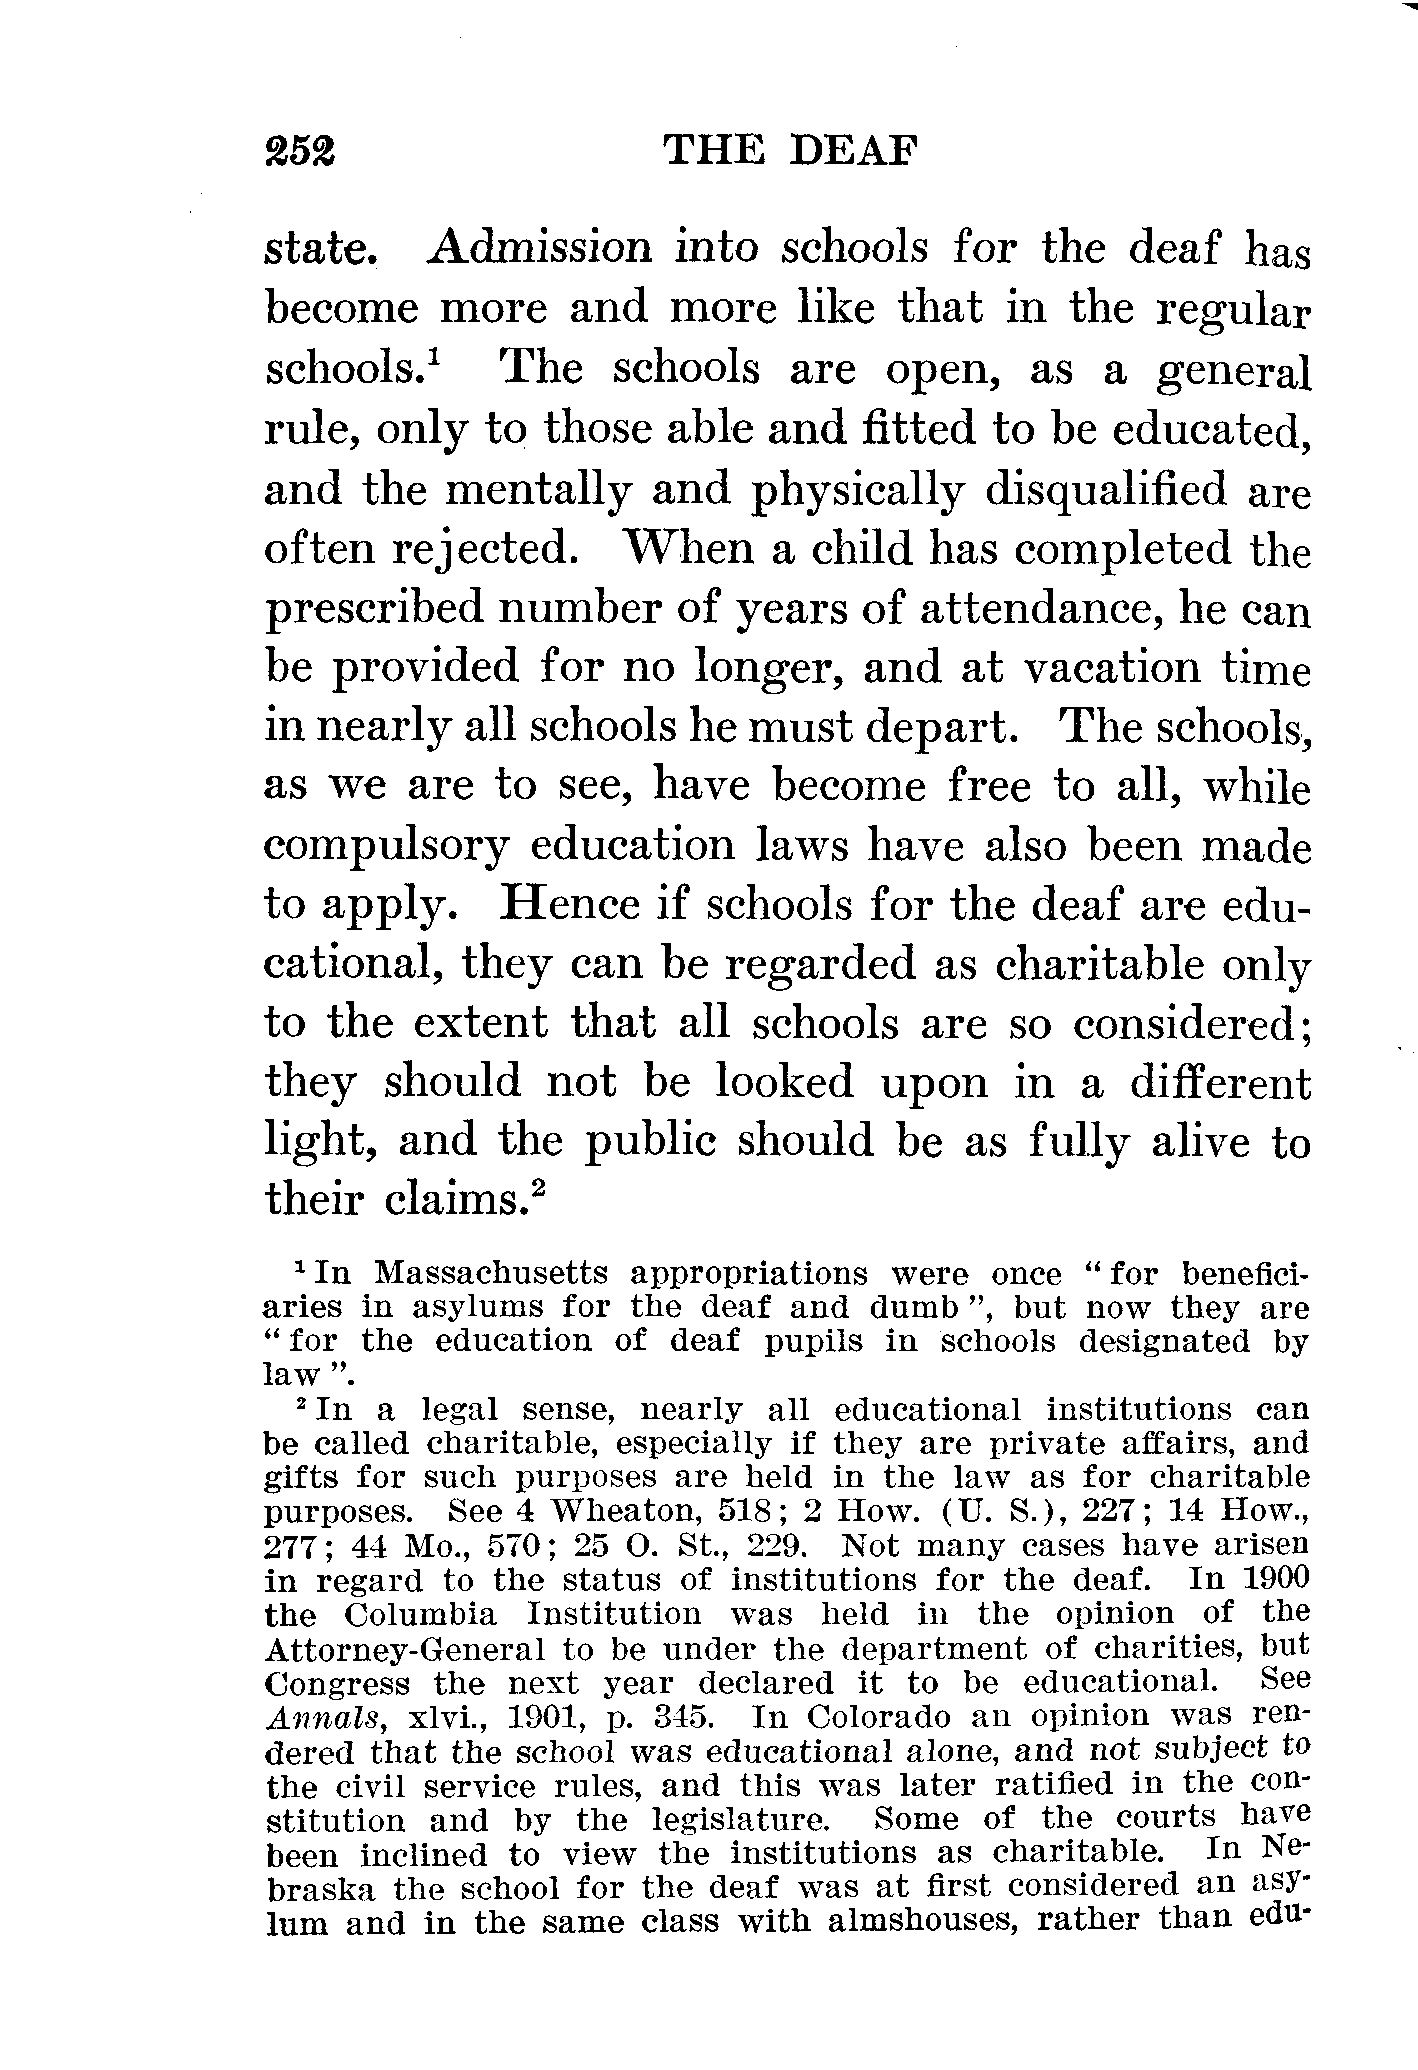 252 THE DEAF
state. Admission into schools for the deaf has
become more and more like that in the regular
schools.¹ The schools are open, as a general
rule, only to those able and fitted to be educated,
and the mentally and physically disqualified are
often rejected. When a child has completed the
prescribed number of years of attendance, he can
be provided for no longer, and at vacation time
in nearly all schools he must depart. The schools,
as we are to see, have become free to all, while
compulsory education laws have also been made
to apply. Hence if schools for the deaf are edu-
cational, they can be regarded as charitable only
to the extent that all schools are so considered;
they should not be looked upon in a different
light, and the public should be as fully alive to
their claims.²
¹ In Massachusetts appropriations were once “ for benefici-
aries in asylums for the deaf and dumb ”, but now they are
“ for the education of deaf pupils in schools designated by
law ”.
² In a legal sense, nearly all educational institutions can
be called charitable, especially if they are private affairs, and
gifts for such purposes are held in the law as for charitable
purposes. See 4 Wheaton, 518; 2 How. (U. S.), 227; 14 How.,
277; 44 Mo., 570; 25 O. St., 229. Not many cases have arisen
in regard to the status of institutions for the deaf. In 1900
the Columbia Institution was held in the opinion of the
Attorney-General to be under the department of charities, but
Congress the next year declared it to be educational. See
Annals, xlvi., 1901, p. 345. In Colorado an opinion was ren-
dered that the school was educational alone, and not subject to
the civil service rules, and this was later ratified in the con-
stitution and by the legislature. Some of the courts have
been inclined to view the institutions as charitable. In Ne-
braska the school for the deaf was at first considered an asy-
lum and in the same class with almshouses, rather than edu-